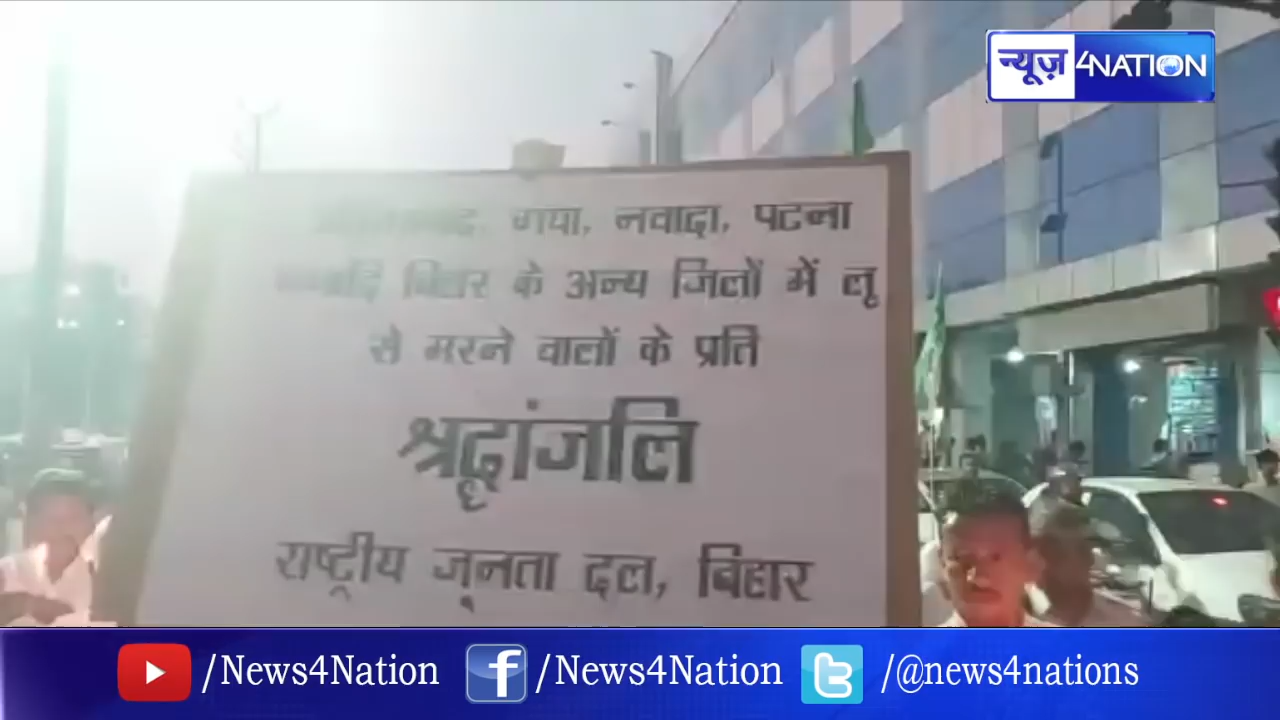 न्यूज़ 4NATION
गया, नवादा, पटना
बिहार के अन्य जिलों में लू
से मरने वालों के प्रति
श्रद्धांजलि
राष्ट्रीय जनता दल, बिहार
/News4Nation /News4Nation /@news4nations